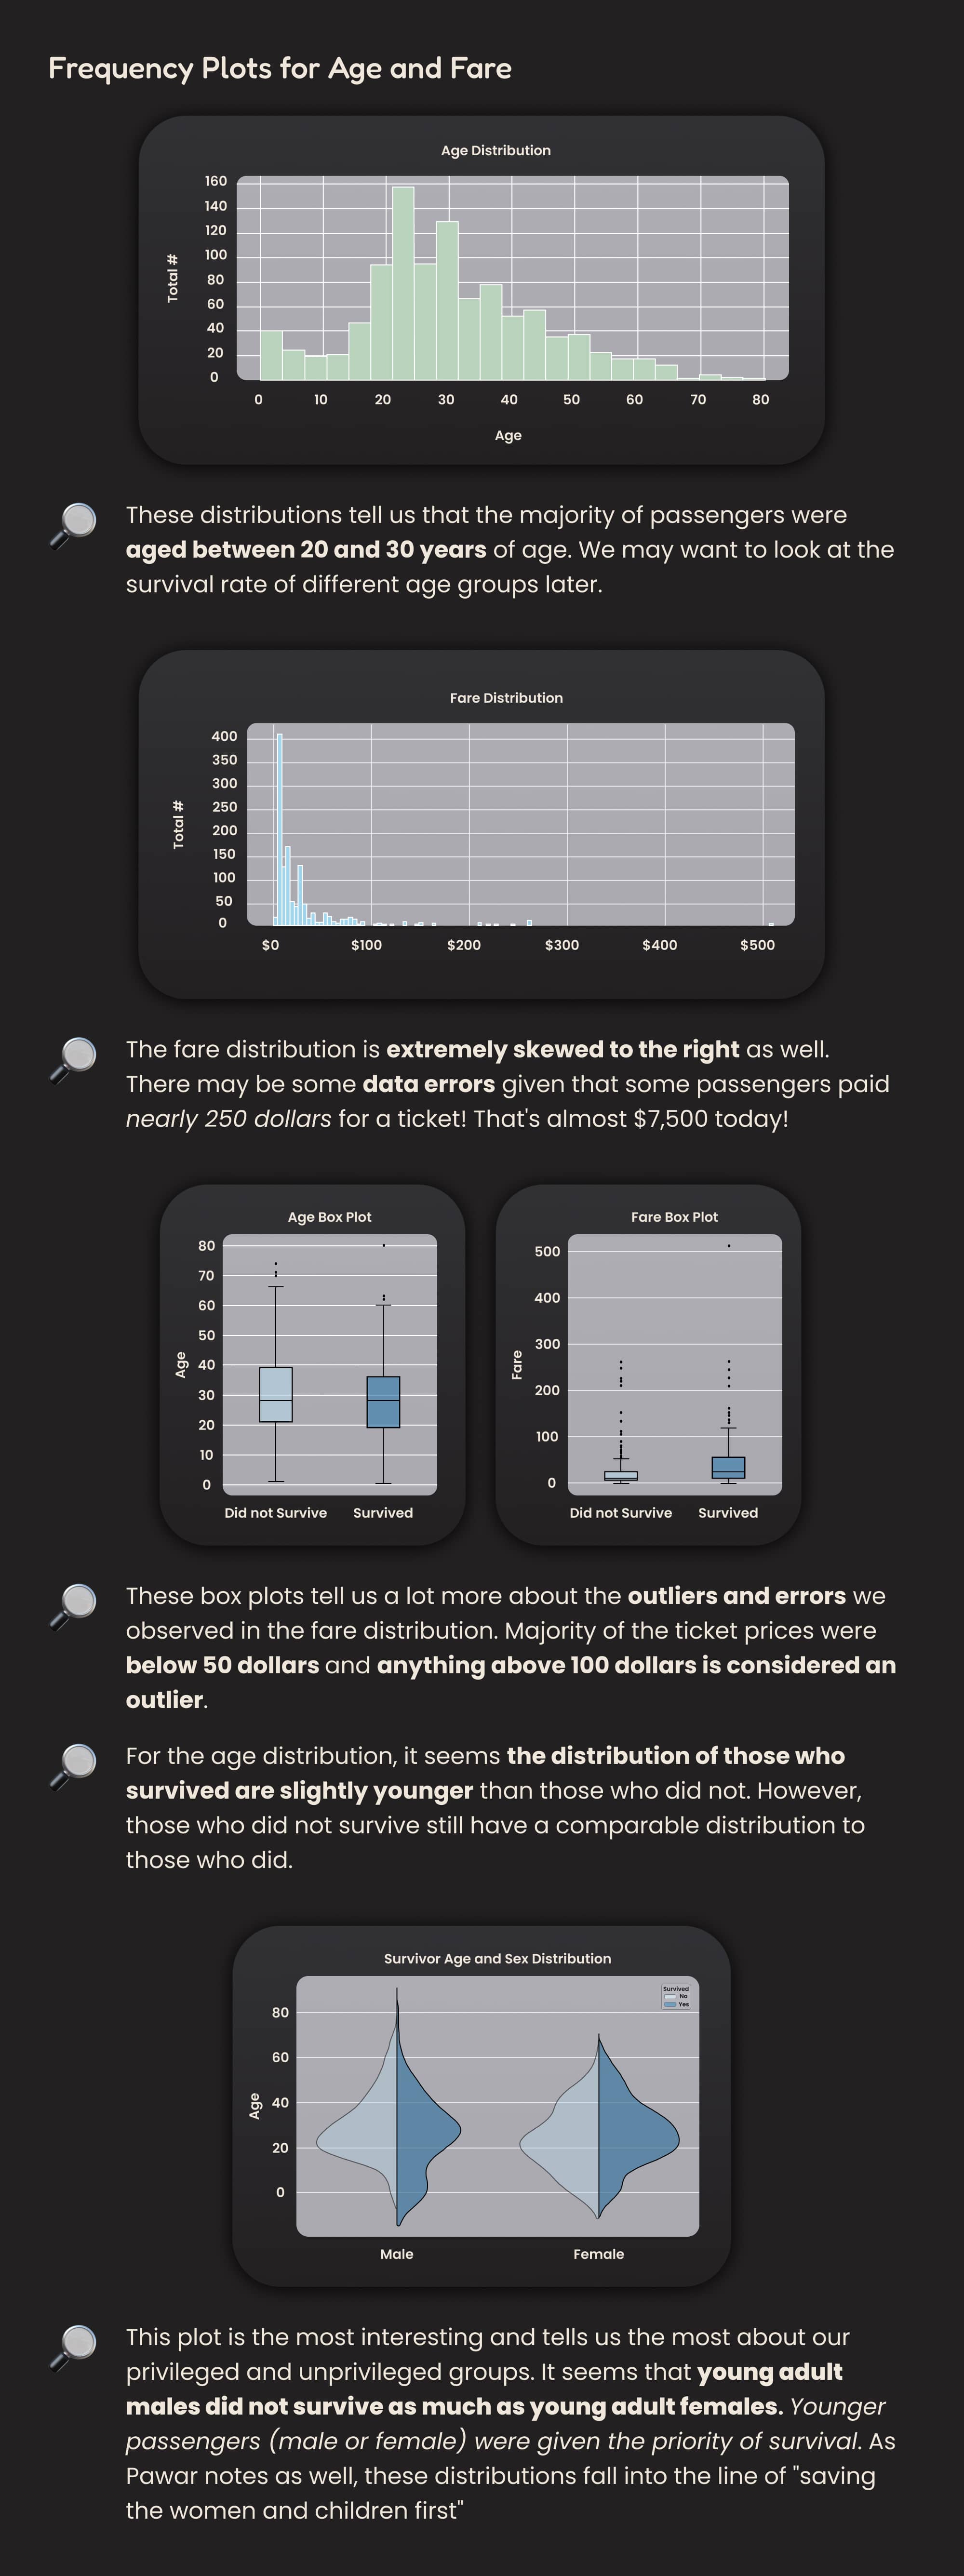 Frequency Plots for Age and Fare
Age Distribution
Total #
160
140
120
100
80
60
40
20
0
0 10 20 30 40 50 60 70 80
Age
These distributions tell us that the majority of passengers were
aged between 20 and 30 years of age. We may want to look at the
survival rate of different age groups later.
Fare Distribution
Total #
400
350
300
250
200
150
100
50
0
$0 $100 $200 $300 $400 $500
The fare distribution is extremely skewed to the right as well.
There may be some data errors given that some passengers paid
nearly 250 dollars for a ticket! That's almost $7,500 today!
Age Box Plot
Age
80
70
60
50
40
30
20
10
0
Did not Survive Survived
Fare Box Plot
Fare
500
400
300
200
100
0
Did not Survive Survived
These box plots tell us a lot more about the outliers and errors we
observed in the fare distribution. Majority of the ticket prices were
below 50 dollars and anything above 100 dollars is considered an
outlier.
For the age distribution, it seems the distribution of those who
survived are slightly younger than those who did not. However,
those who did not survive still have a comparable distribution to
those who did.
Survivor Age and Sex Distribution
Survived
No
Yes
Age
80
60
40
20
0
Male Female
This plot is the most interesting and tells us the most about our
privileged and unprivileged groups. It seems that young adult
males did not survive as much as young adult females. Younger
passengers (male or female) were given the priority of survival. As
Pawar notes as well, these distributions fall into the line of "saving
the women and children first"